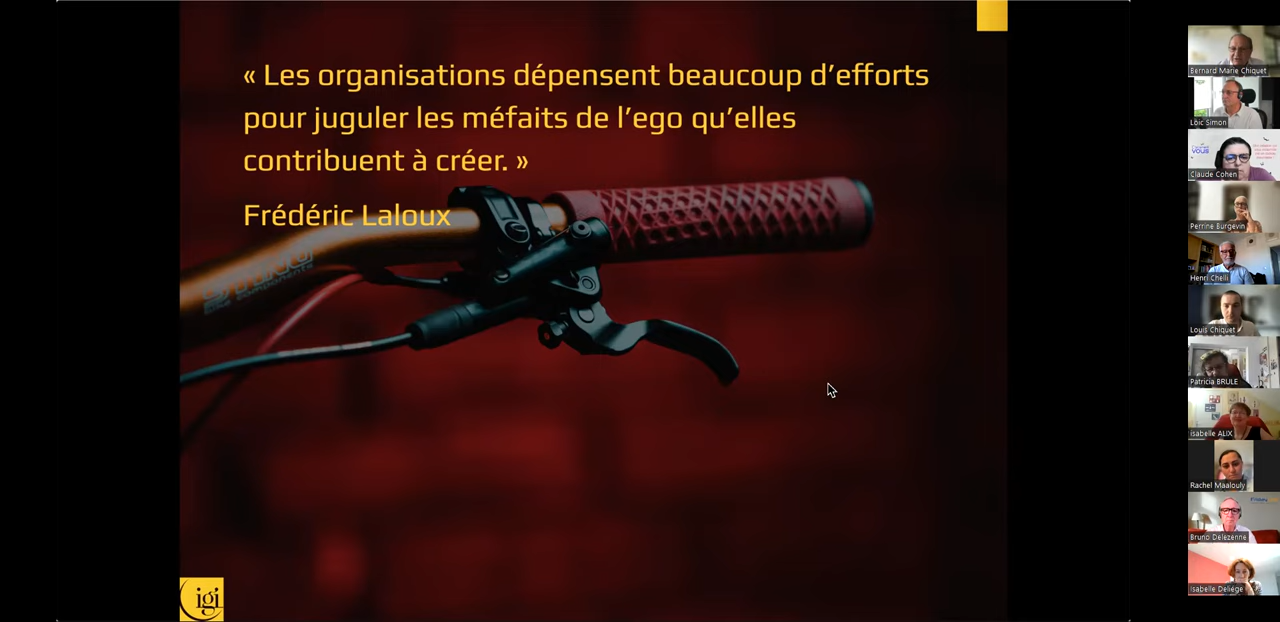 « Les organisations dépensent beaucoup d’efforts
pour juguler les méfaits de l’ego qu’elles
contribuent à créer. »
Frédéric Laloux
igi
Bernard Marie Chiquet
Loic Simon
Claude Cohen
Perrine Burgevin
Henri Chelli
Louis Chiquet
Patricia BRULE
isabelle ALIX
Rachel Maalouly
Bruno Delezenne
Isabelle Deliége